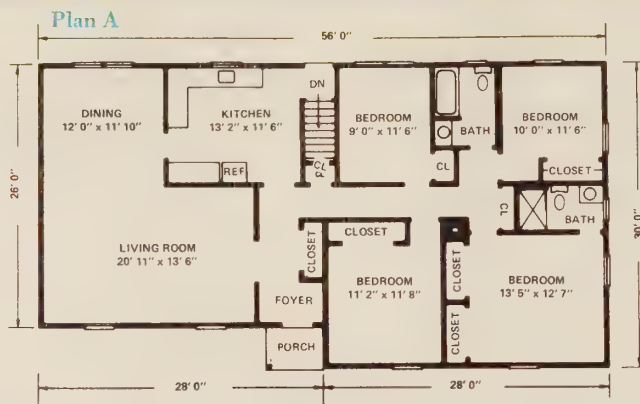 Plan A
56' 0"
26' 0"
DINING
12' 0" x 11' 10"
KITCHEN
13' 2" x 11' 6"
REF
DN
CL
BEDROOM
9' 0" x 11' 6"
CL
BATH
BEDROOM
10' 0" x 11' 6"
CLOSET
CL
BATH
LIVING ROOM
20' 11" x 13' 6"
CLOSET
FOYER
PORCH
CLOSET
BEDROOM
11' 2" x 11' 8"
CLOSET
CLOSET
BEDROOM
13' 5" x 12' 7"
28' 0"
28' 0"